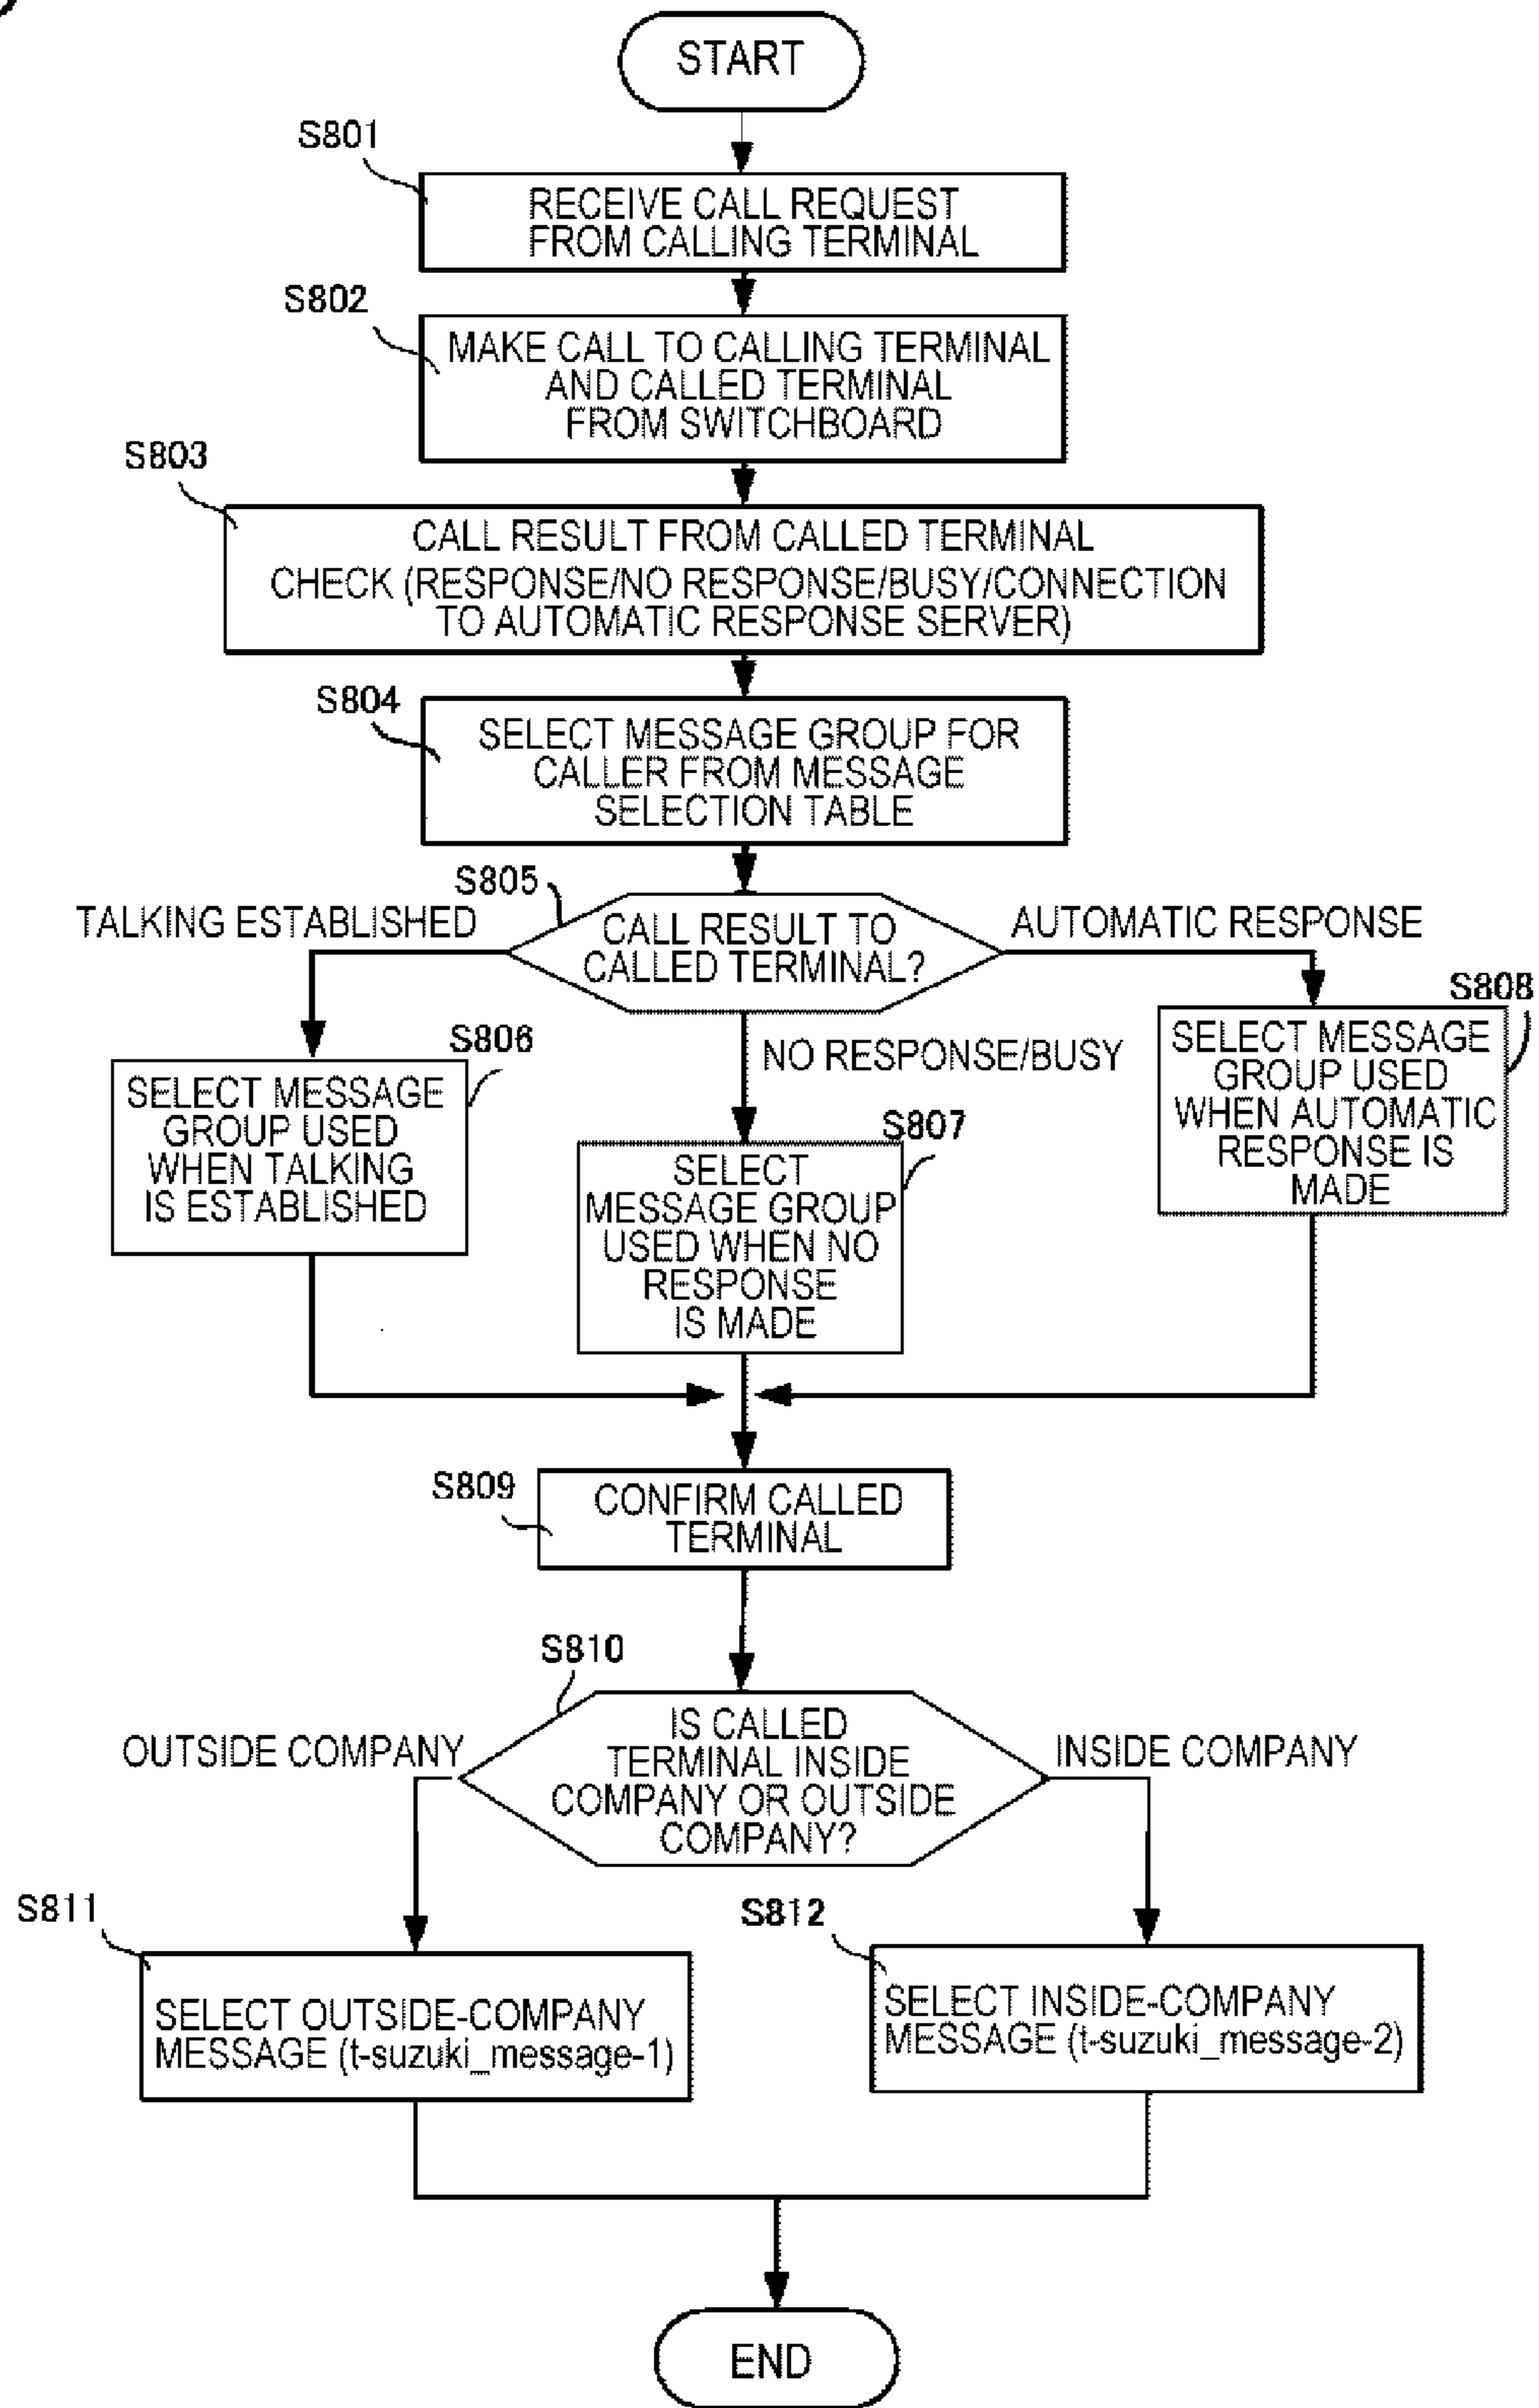 START
S801
RECEIVE CALL REQUEST
FROM CALLING TERMINAL
S802
MAKE CALL TO CALLING TERMINAL
AND CALLED TERMINAL
FROM SWITCHBOARD
S803
CALL RESULT FROM CALLED TERMINAL
CHECK (RESPONSE/NO RESPONSE/BUSY/CONNECTION
TO AUTOMATIC RESPONSE SERVER)
S804
SELECT MESSAGE GROUP FOR
CALLER FROM MESSAGE
SELECTION TABLE
S805
CALL RESULT TO
CALLED TERMINAL?
TALKING ESTABLISHED
AUTOMATIC RESPONSE
NO RESPONSE/BUSY
S806
SELECT MESSAGE
GROUP USED
WHEN TALKING
IS ESTABLISHED
S807
SELECT
MESSAGE GROUP
USED WHEN NO
RESPONSE
IS MADE
S808
SELECT MESSAGE
GROUP USED
WHEN AUTOMATIC
RESPONSE IS
MADE
S809
CONFIRM CALLED
TERMINAL
S810
IS CALLED
TERMINAL INSIDE
COMPANY OR OUTSIDE
COMPANY?
OUTSIDE COMPANY
INSIDE COMPANY
S811
SELECT OUTSIDE-COMPANY
MESSAGE (t-suzuki_message-1)
S812
SELECT INSIDE-COMPANY
MESSAGE (t-suzuki_message-2)
END